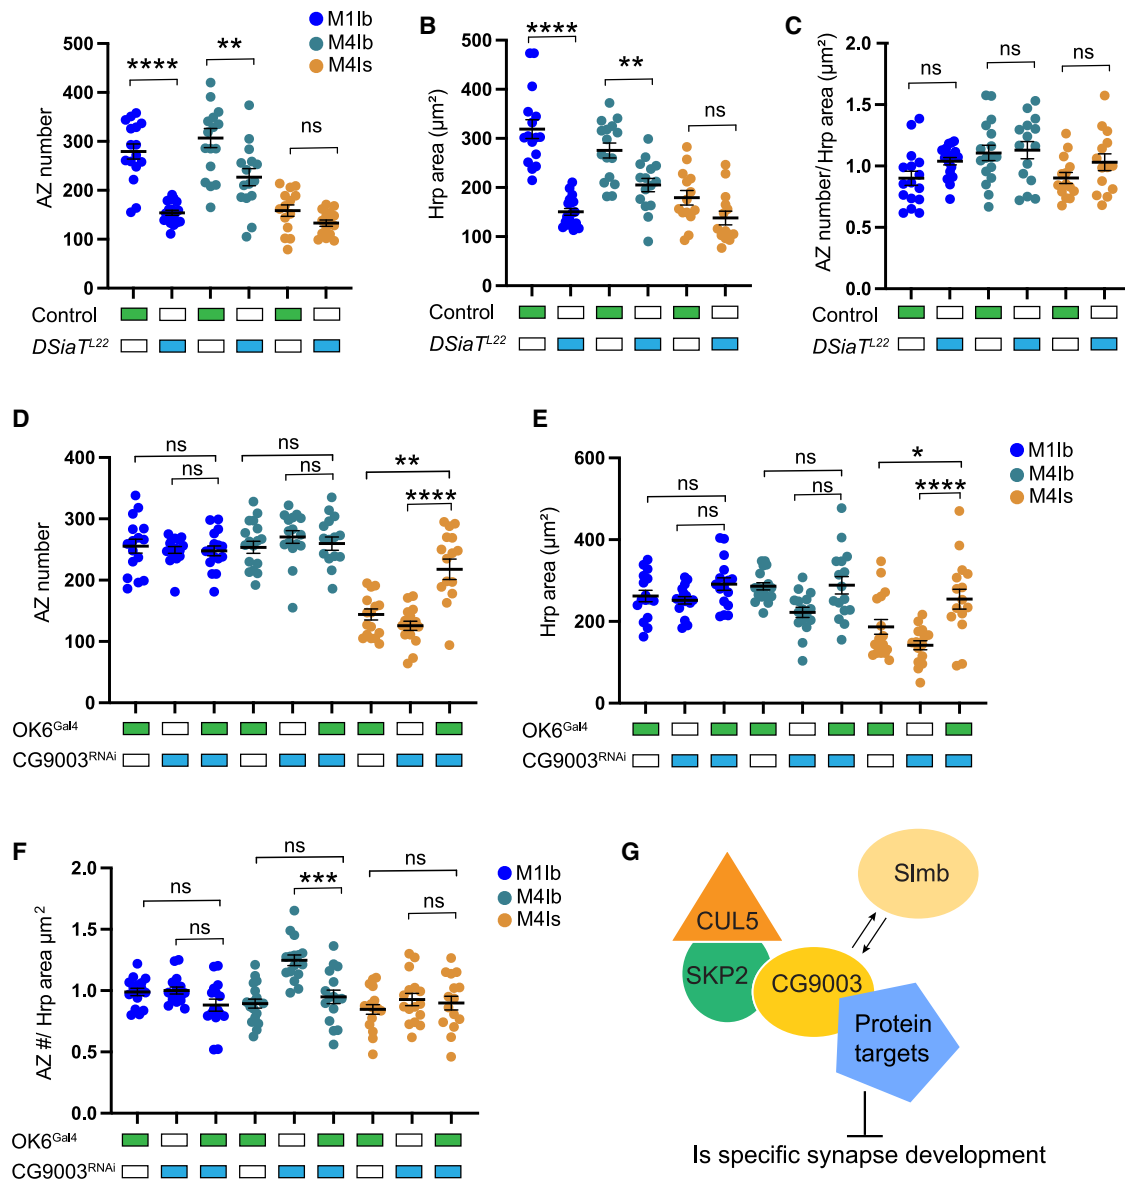 M1Ib
M4Ib
M4Is
AZ number
500
400
300
200
100
0
****
**
ns
Control
DSiaT^L22
B
Hrp area (µm²)
500
400
300
200
100
0
****
**
ns
DSiaT^L22
C
AZ number/Hrp area (µm²)
2.0
1.5
1.0
0.5
0.0
ns
ns
ns
Control
DSiaT^L22
D
AZ number
400
300
200
100
0
ns
ns
ns
ns
**
****
OK6^Gal4
CG9003^RNAi
E
Hrp area (µm²)
600
400
200
0
ns
ns
ns
ns
*
****
M1Ib
M4Ib
M4Is
OK6^Gal4
CG9003^RNAi
F
AZ #/ Hrp area µm²
2.0
1.5
1.0
0.5
0.0
ns
ns
ns
***
ns
ns
M1Ib
M4Ib
M4Is
OK6^Gal4
CG9003^RNAi
G
Slmb
CUL5
SKP2
CG9003
Protein
targets
Is specific synapse development